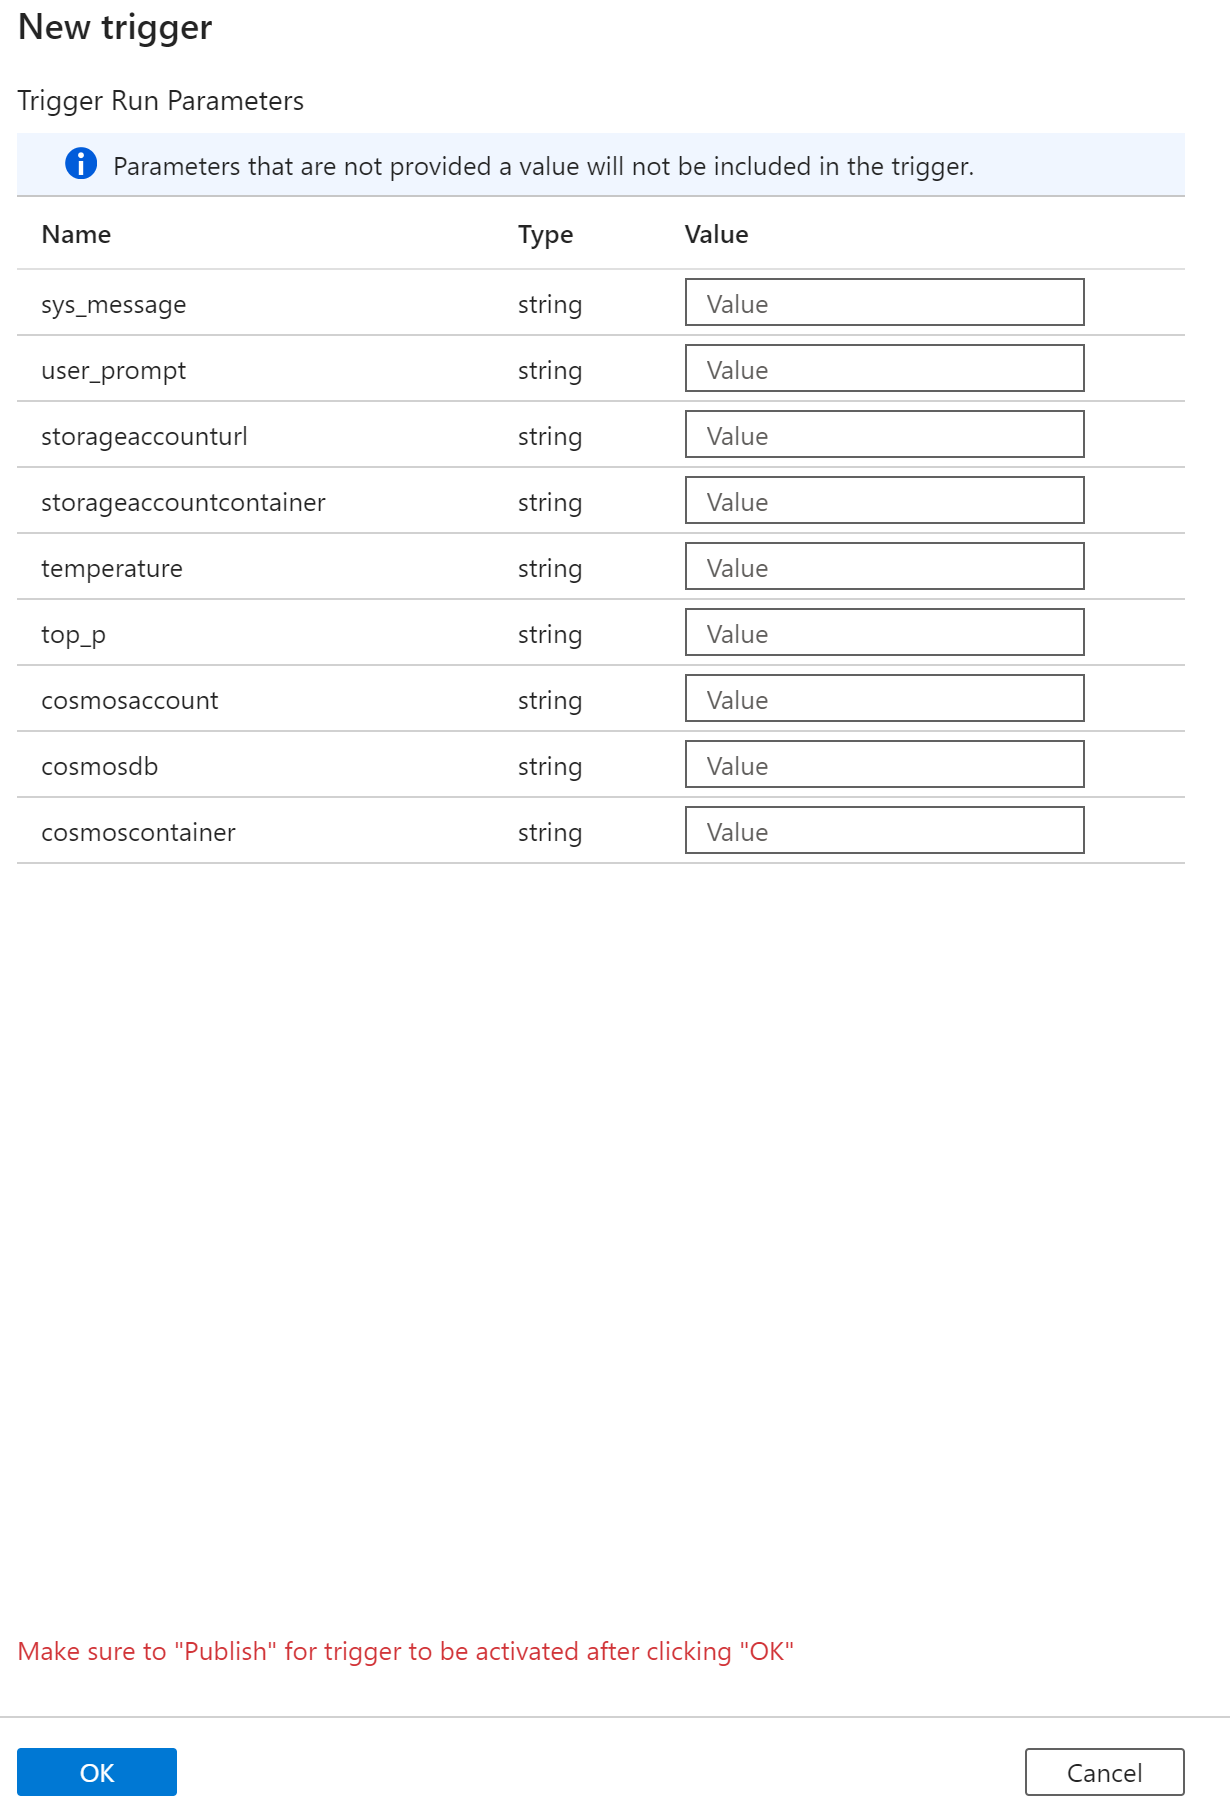 New trigger
Trigger Run Parameters
Parameters that are not provided a value will not be included in the trigger.
Name Type Value
sys_message string Value
user_prompt string Value
storageaccounturl string Value
storageaccountcontainer string Value
temperature string Value
top_p string Value
cosmosaccount string Value
cosmosdb string Value
cosmoscontainer string Value
Make sure to "Publish" for trigger to be activated after clicking "OK"
OK Cancel